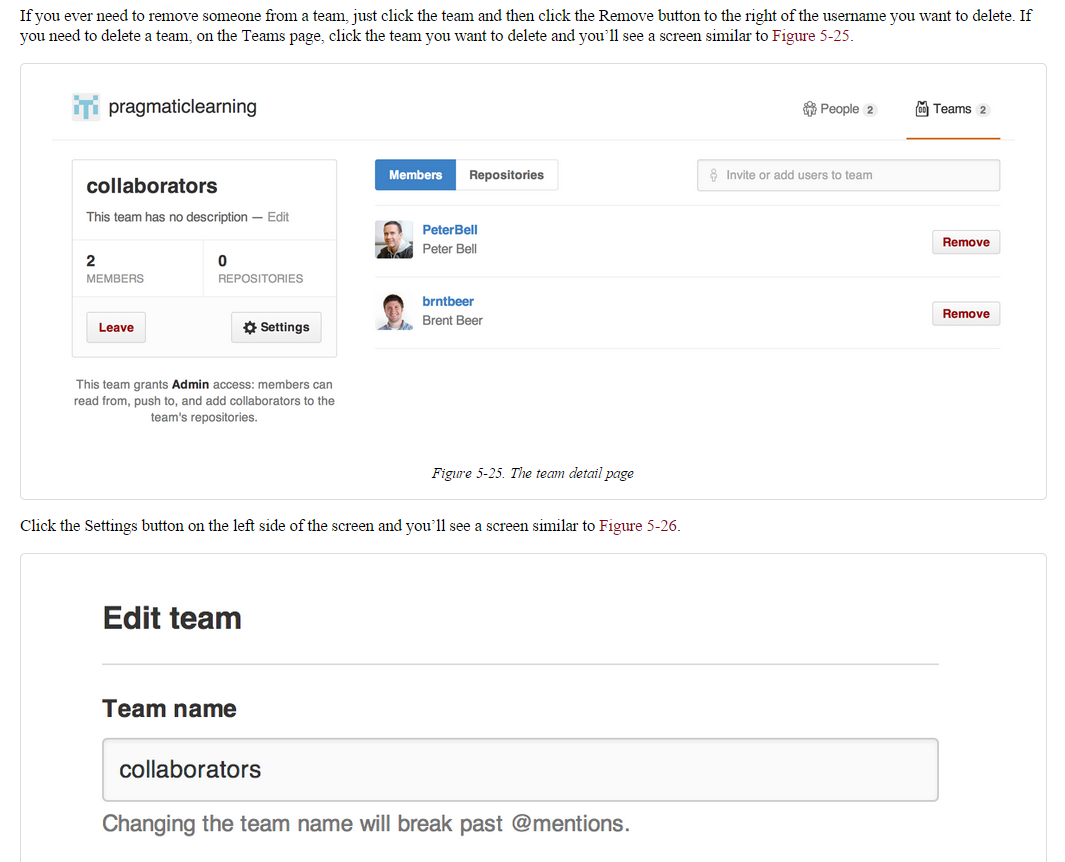 If you ever need to remove someone from a team, just click the team and then click the Remove button to the right of the username you want to delete. If
you need to delete a team, on the Teams page, click the team you want to delete and you’ll see a screen similar to Figure 5-25.
pragmaticlearning
People 2
Teams 2
collaborators
This team has no description — Edit
2
MEMBERS
0
REPOSITORIES
Leave
Settings
This team grants Admin access: members can
read from, push to, and add collaborators to the
team's repositories.
Members
Repositories
Invite or add users to team
PeterBell
Peter Bell
Remove
brntbeer
Brent Beer
Remove
Figure 5-25. The team detail page
Click the Settings button on the left side of the screen and you’ll see a screen similar to Figure 5-26.
Edit team
Team name
collaborators
Changing the team name will break past @mentions.